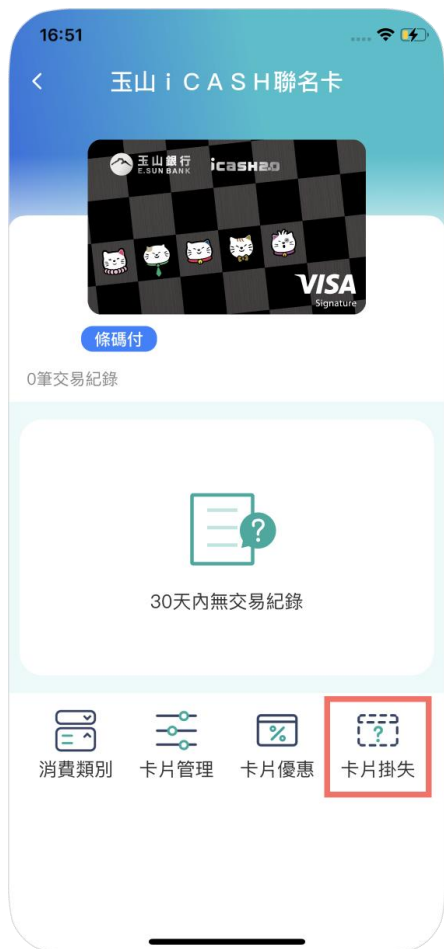 16:51
玉山iCASH聯名卡
玉山銀行 icash2.0
E.SUN BANK
VISA
Signature
條碼付
0筆交易紀錄
?
30天內無交易紀錄
% ?
消費類別 卡片管理 卡片優惠 卡片掛失